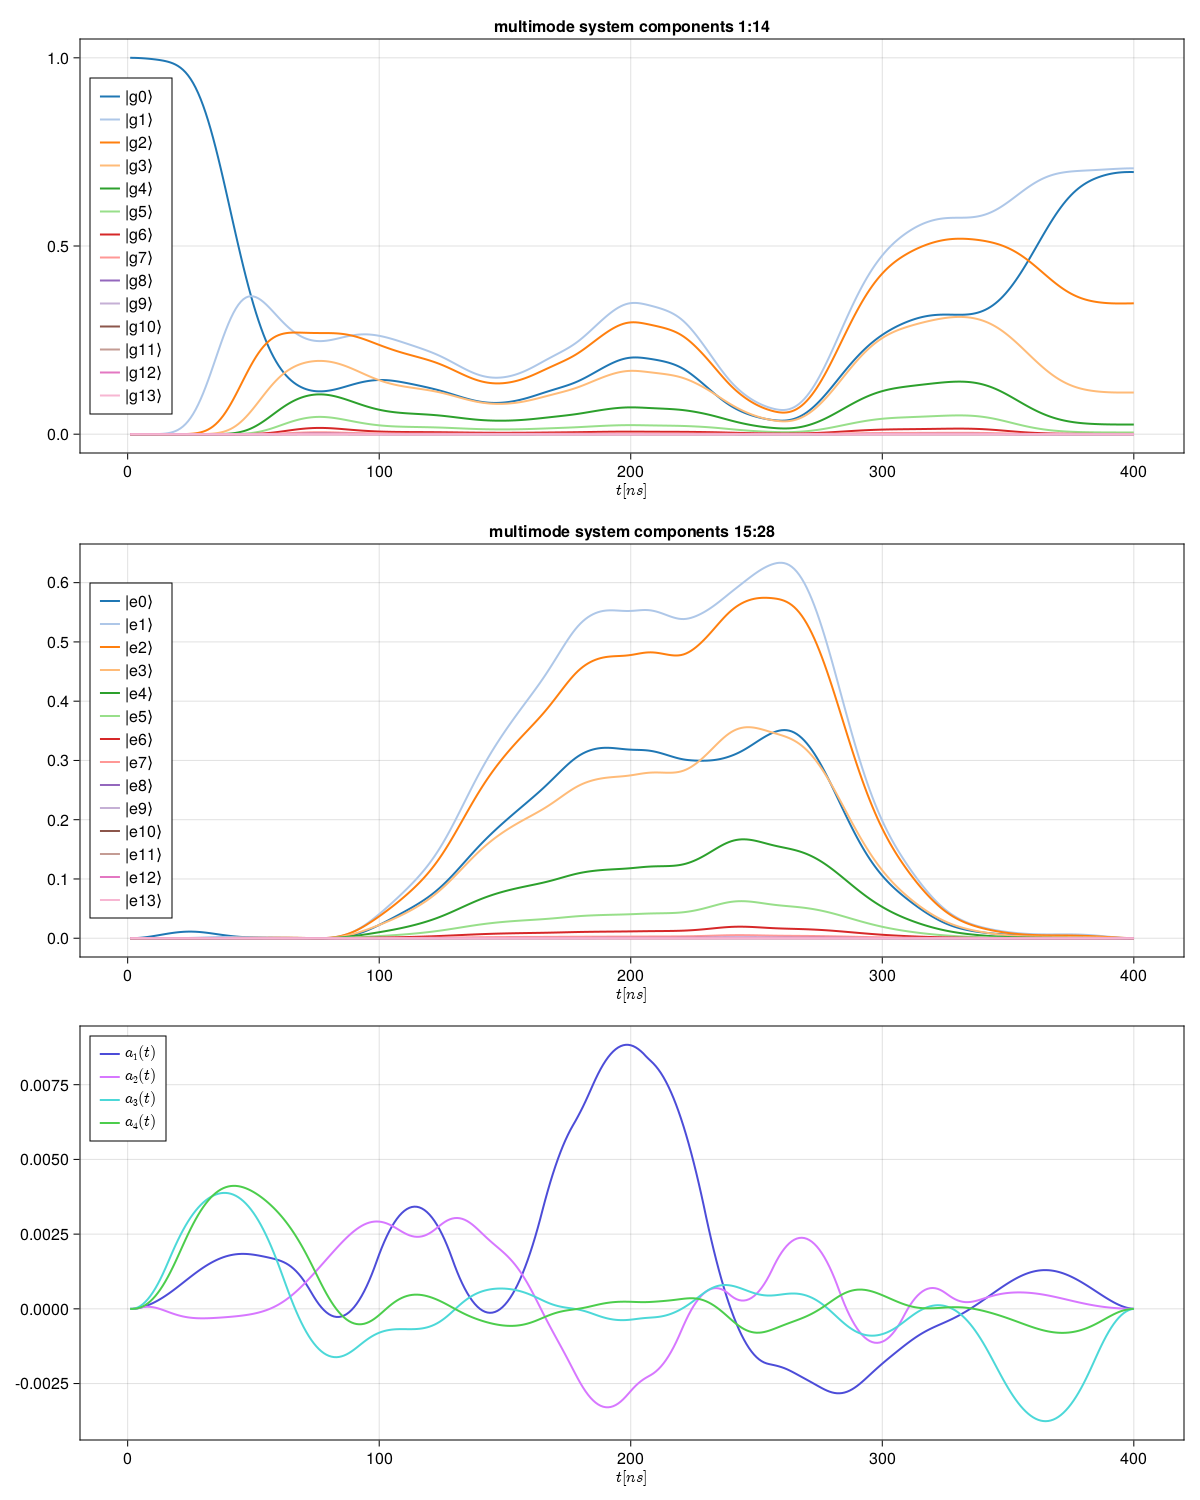 multimode system components 1:14
1.0
0.5
0.0
|g0⟩
|g1⟩
|g2⟩
|g3⟩
|g4⟩
|g5⟩
|g6⟩
|g7⟩
|g8⟩
|g9⟩
|g10⟩
|g11⟩
|g12⟩
|g13⟩
0 100 200 300 400
t[ns]
multimode system components 15:28
0.6
0.5
0.4
0.3
0.2
0.1
0.0
|e0⟩
|e1⟩
|e2⟩
|e3⟩
|e4⟩
|e5⟩
|e6⟩
|e7⟩
|e8⟩
|e9⟩
|e10⟩
|e11⟩
|e12⟩
|e13⟩
0 100 200 300 400
t[ns]
0.0075
0.0050
0.0025
0.0000
-0.0025
a₁(t)
a₂(t)
a₃(t)
a₄(t)
0 100 200 300 400
t[ns]